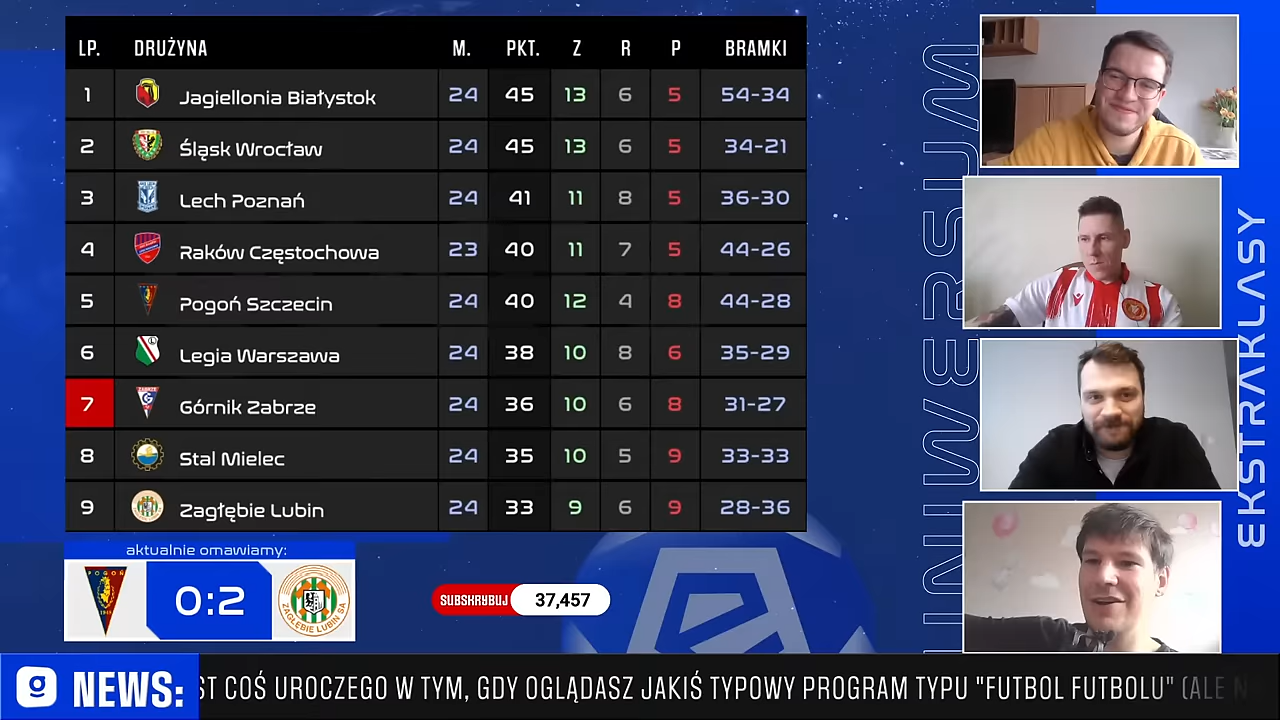 LP. DRUŻYNA M. PKT. Z R P BRAMKI
1 Jagiellonia Białystok 24 45 13 6 5 54-34
2 Śląsk Wrocław 24 45 13 6 5 34-21
3 Lech Poznań 24 41 11 8 5 36-30
4 Raków Częstochowa 23 40 11 7 5 44-26
5 Pogoń Szczecin 24 40 12 4 8 44-28
6 Legia Warszawa 24 38 10 8 6 35-29
7 Górnik Zabrze 24 36 10 6 8 31-27
8 Stal Mielec 24 35 10 5 9 33-33
9 Zagłębie Lubin 24 33 9 6 9 28-36
aktualnie omawiamy:
POGOŃ
1948
0:2
ZAGŁĘBIE LUBIN SA
SUBSKRYBUJ 37,457
UNIWERSUM
EKSTRAKLASY
g NEWS: ST COŚ UROCZEGO W TYM, GDY OGLĄDASZ JAKIŚ TYPOWY PROGRAM TYPU "FUTBOL FUTBOLU" (ALE N